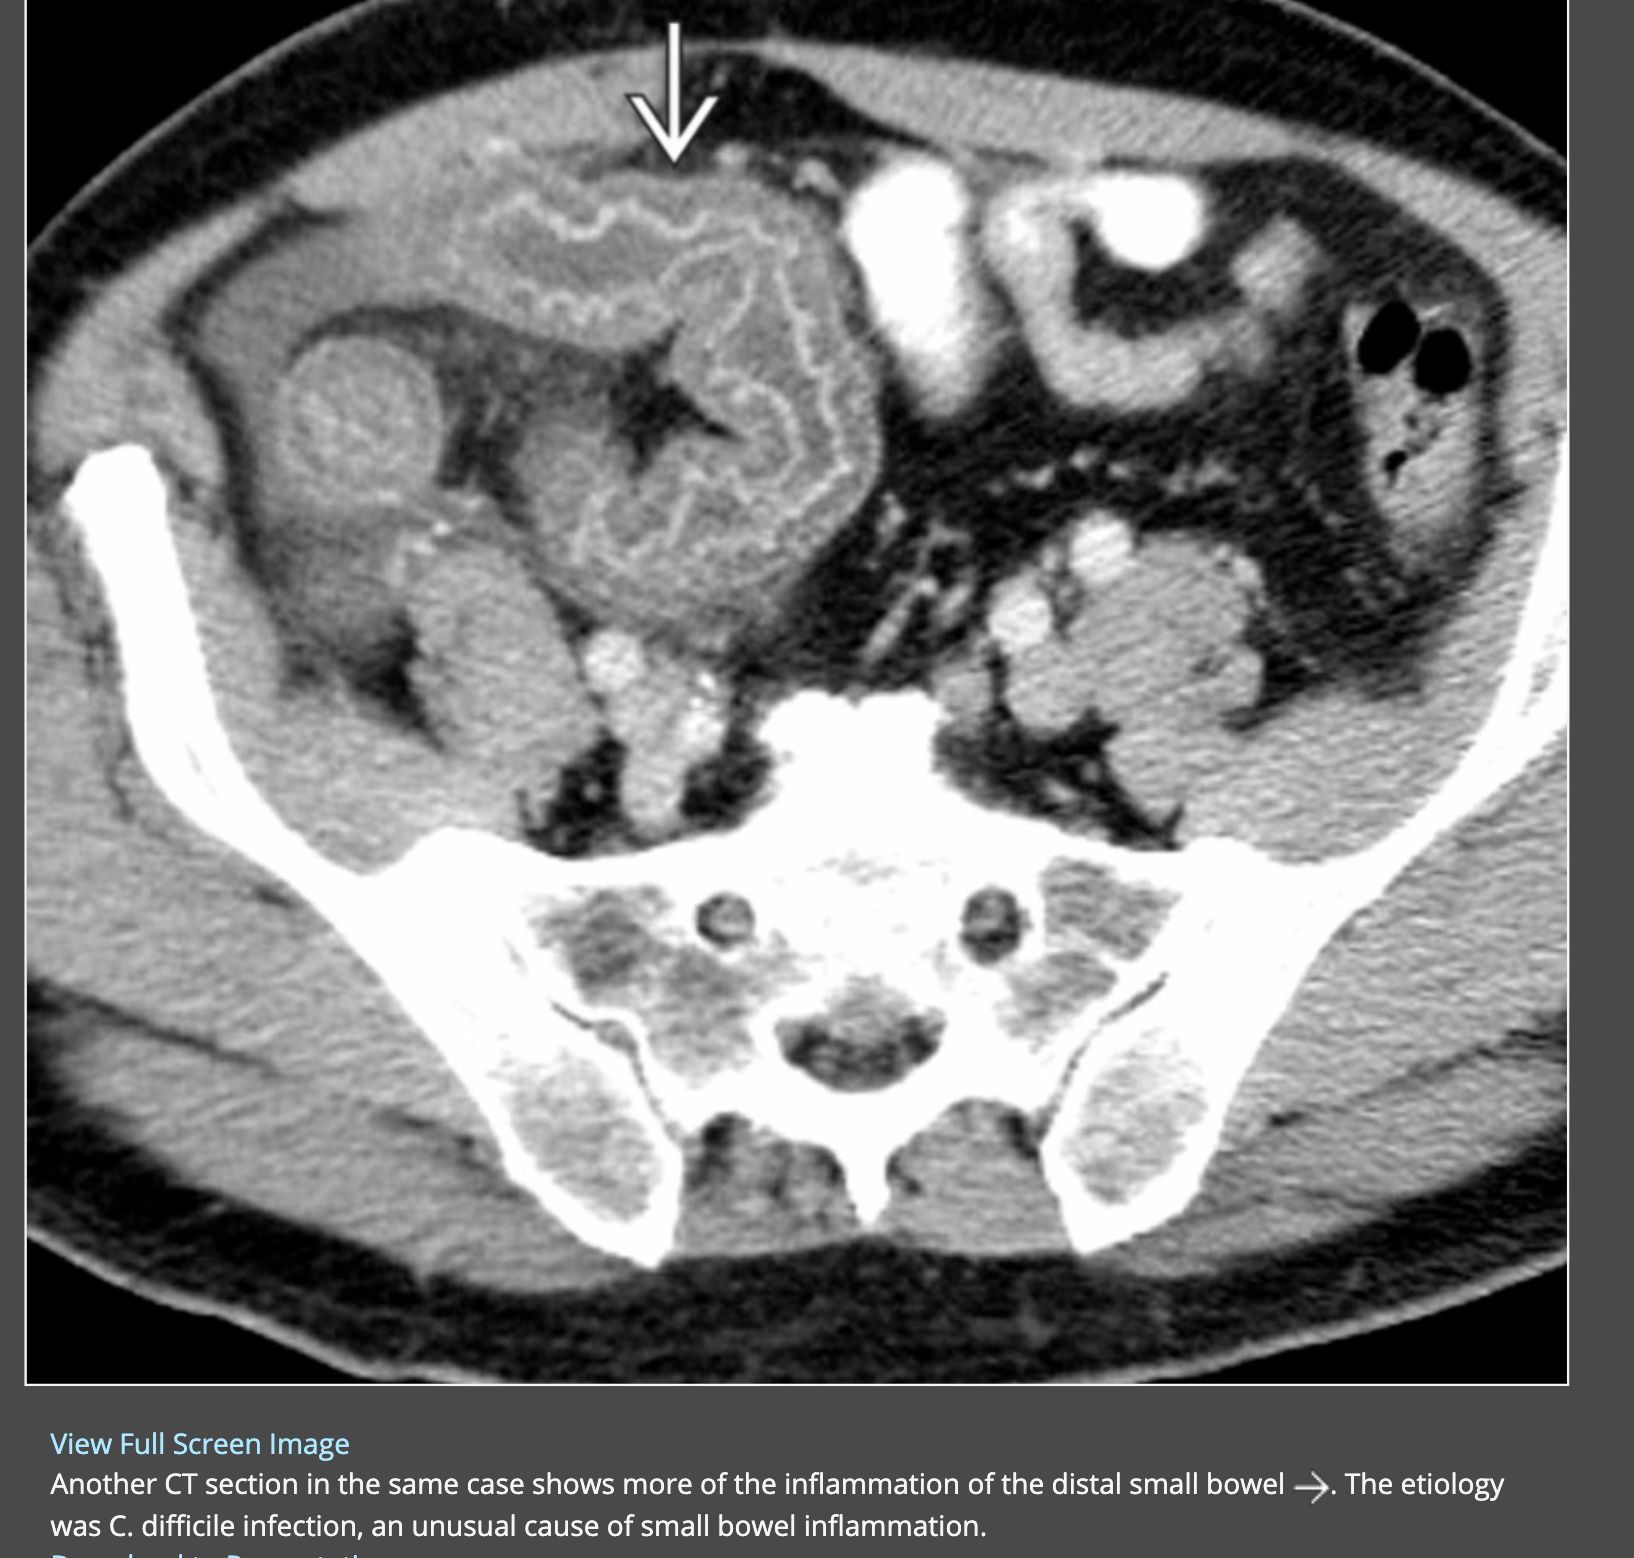 View Full Screen Image
Another CT section in the same case shows more of the inflammation of the distal small bowel →. The etiology
was C. difficile infection, an unusual cause of small bowel inflammation.